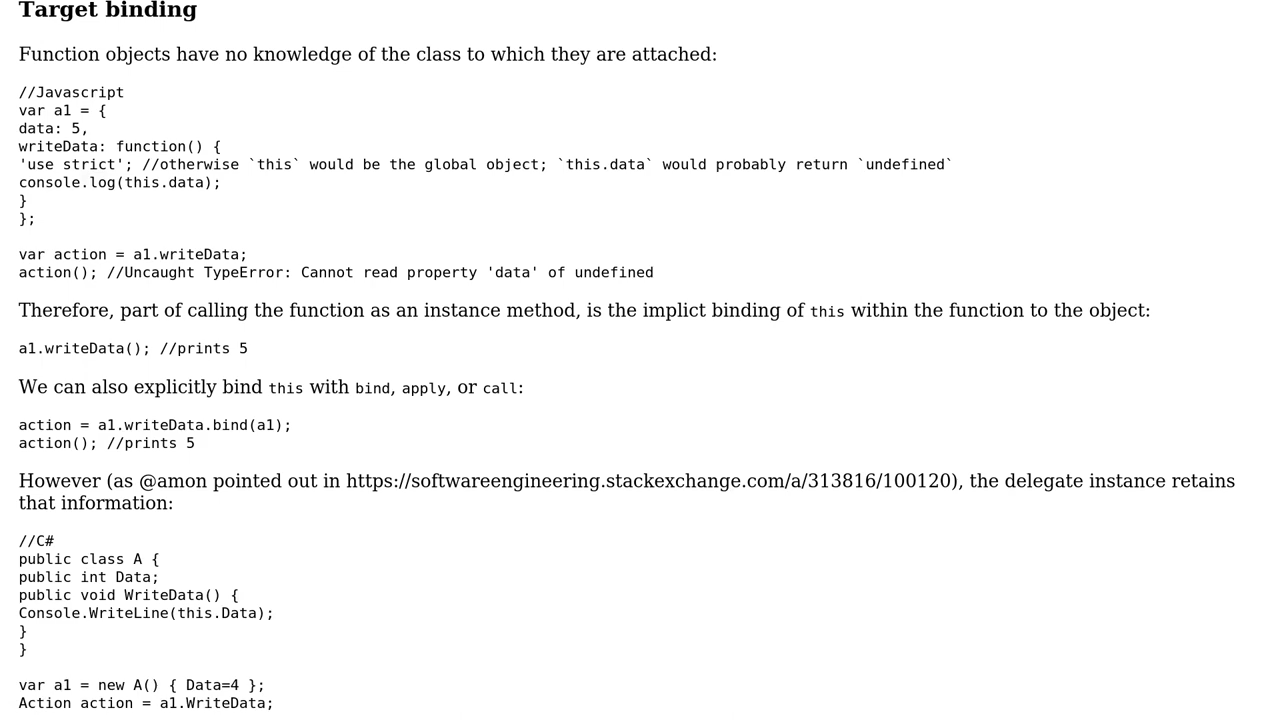 Target binding
Function objects have no knowledge of the class to which they are attached:
//Javascript
var a1 = {
data: 5,
writeData: function() {
'use strict'; //otherwise `this` would be the global object; `this.data` would probably return `undefined`
console.log(this.data);
}
};
var action = a1.writeData;
action(); //Uncaught TypeError: Cannot read property 'data' of undefined
Therefore, part of calling the function as an instance method, is the implict binding of this within the function to the object:
a1.writeData(); //prints 5
We can also explicitly bind this with bind, apply, or call:
action = a1.writeData.bind(a1);
action(); //prints 5
However (as @amon pointed out in https://softwareengineering.stackexchange.com/a/313816/100120), the delegate instance retains
that information:
//C#
public class A {
public int Data;
public void WriteData() {
Console.WriteLine(this.Data);
}
}
var a1 = new A() { Data=4 };
Action action = a1.WriteData;